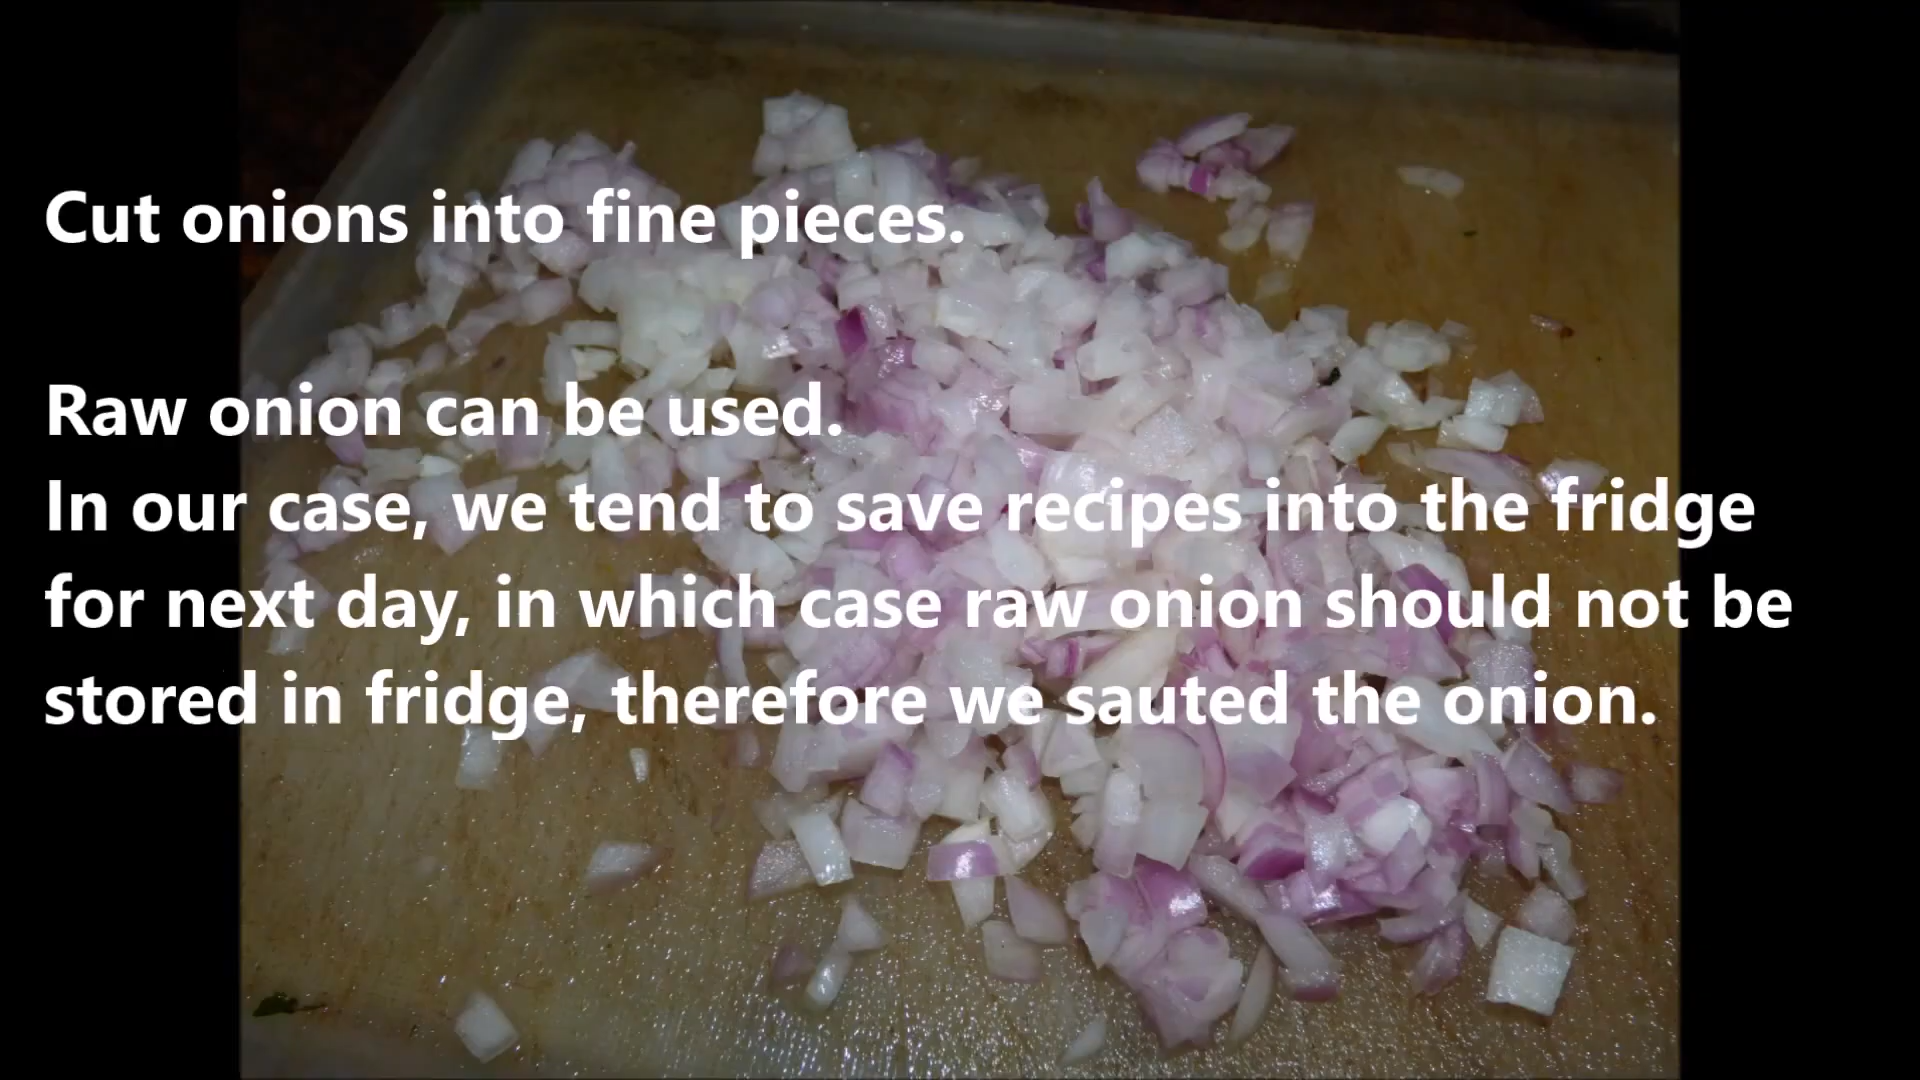 Cut onions into fine pieces.
Raw onion can be used.
In our case, we tend to save recipes into the fridge
for next day, in which case raw onion should not be
stored in fridge, therefore we sauted the onion.